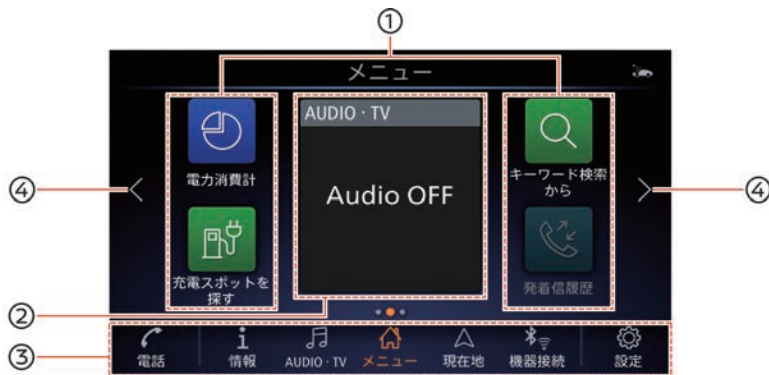 ①
メニュー
AUDIO・TV
電力消費計
キーワード検索
から
④
④
Audio OFF
充電スポットを
探す
発着信履歴
②
③
電話
情報
AUDIO・TV
メニュー
現在地
機器接続
設定